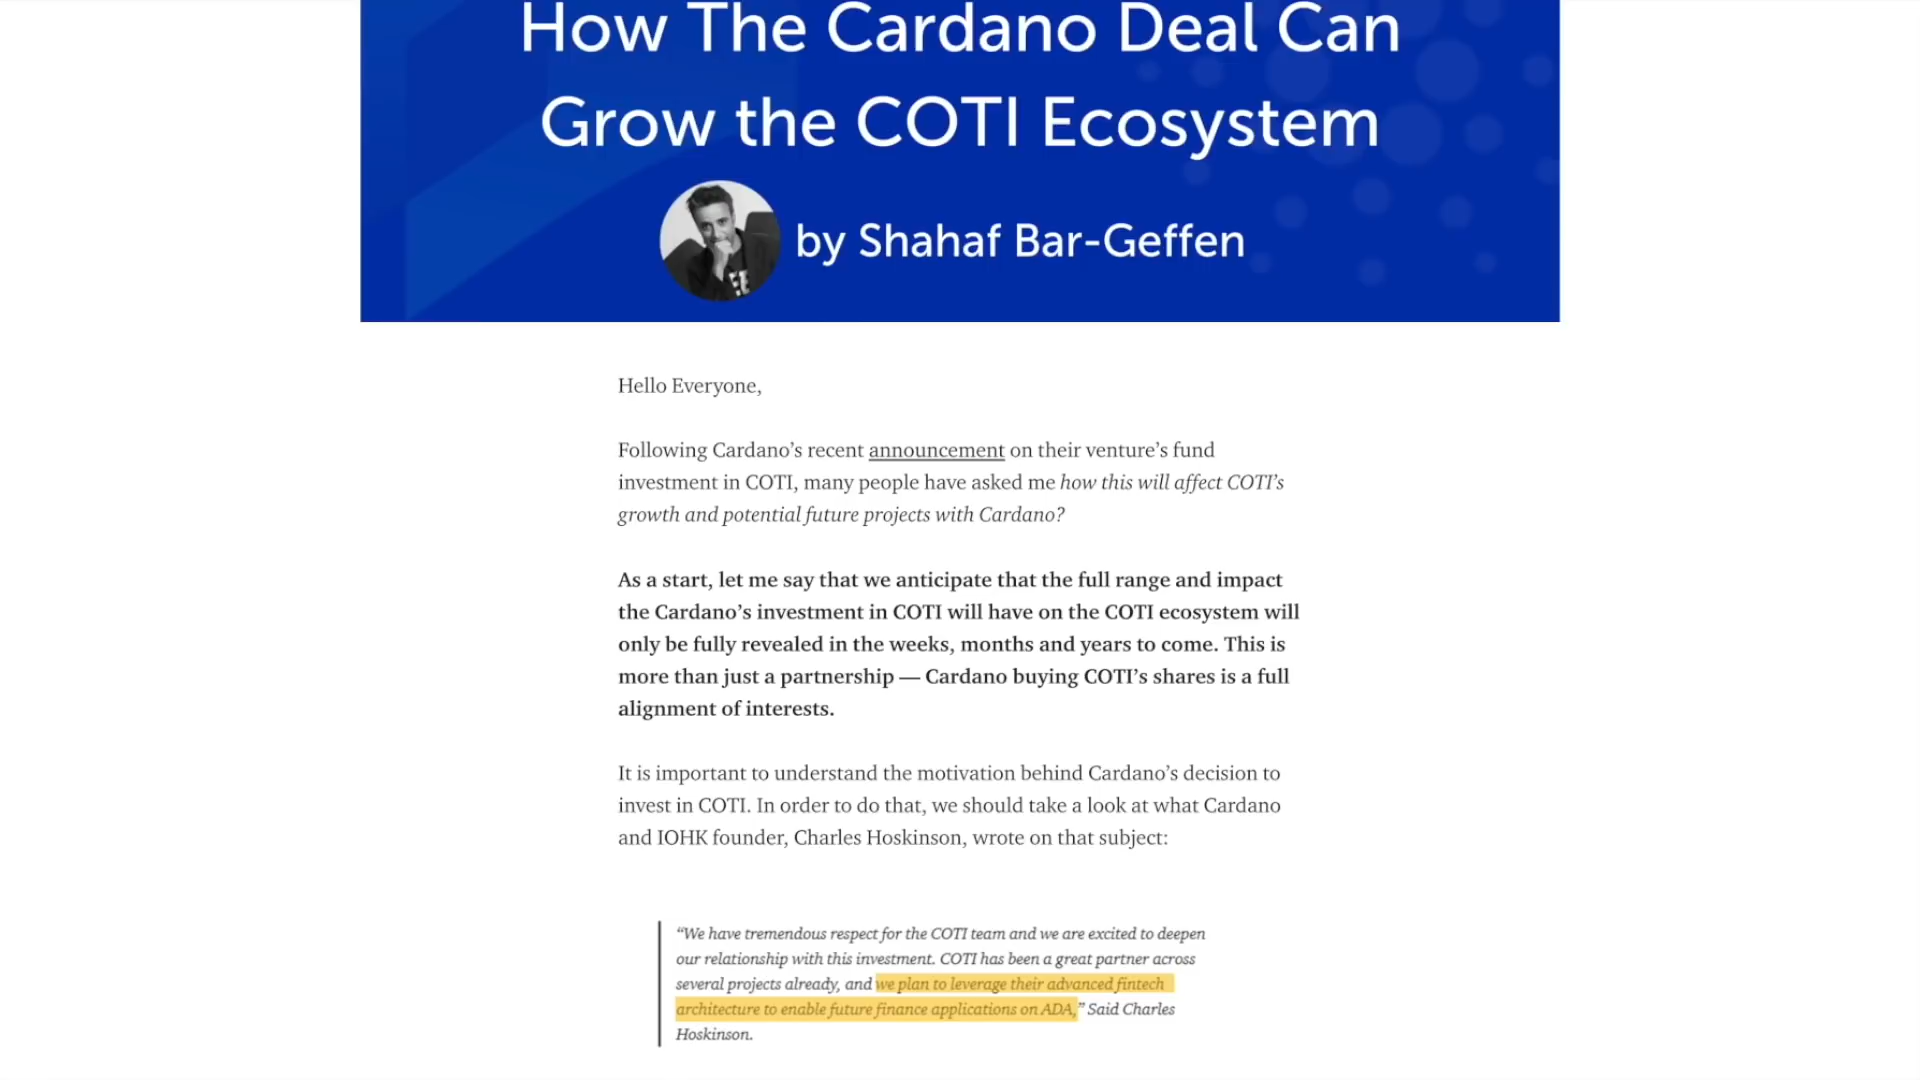 How The Cardano Deal Can
Grow the COTI Ecosystem
by Shahaf Bar-Geffen
Hello Everyone,
Following Cardano’s recent announcement on their venture’s fund
investment in COTI, many people have asked me how this will affect COTI’s
growth and potential future projects with Cardano?
As a start, let me say that we anticipate that the full range and impact
the Cardano’s investment in COTI will have on the COTI ecosystem will
only be fully revealed in the weeks, months and years to come. This is
more than just a partnership — Cardano buying COTI’s shares is a full
alignment of interests.
It is important to understand the motivation behind Cardano’s decision to
invest in COTI. In order to do that, we should take a look at what Cardano
and IOHK founder, Charles Hoskinson, wrote on that subject:
“We have tremendous respect for the COTI team and we are excited to deepen
our relationship with this investment. COTI has been a great partner across
several projects already, and we plan to leverage their advanced fintech
architecture to enable future finance applications on ADA,” Said Charles
Hoskinson.